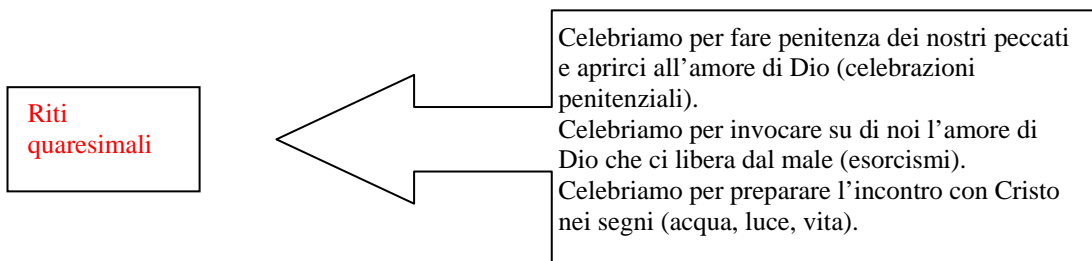 Riti
quaresimali
Celebriamo per fare penitenza dei nostri peccati
e aprirci all’amore di Dio (celebrazioni
penitenziali).
Celebriamo per invocare su di noi l’amore di
Dio che ci libera dal male (esorcismi).
Celebriamo per preparare l’incontro con Cristo
nei segni (acqua, luce, vita).